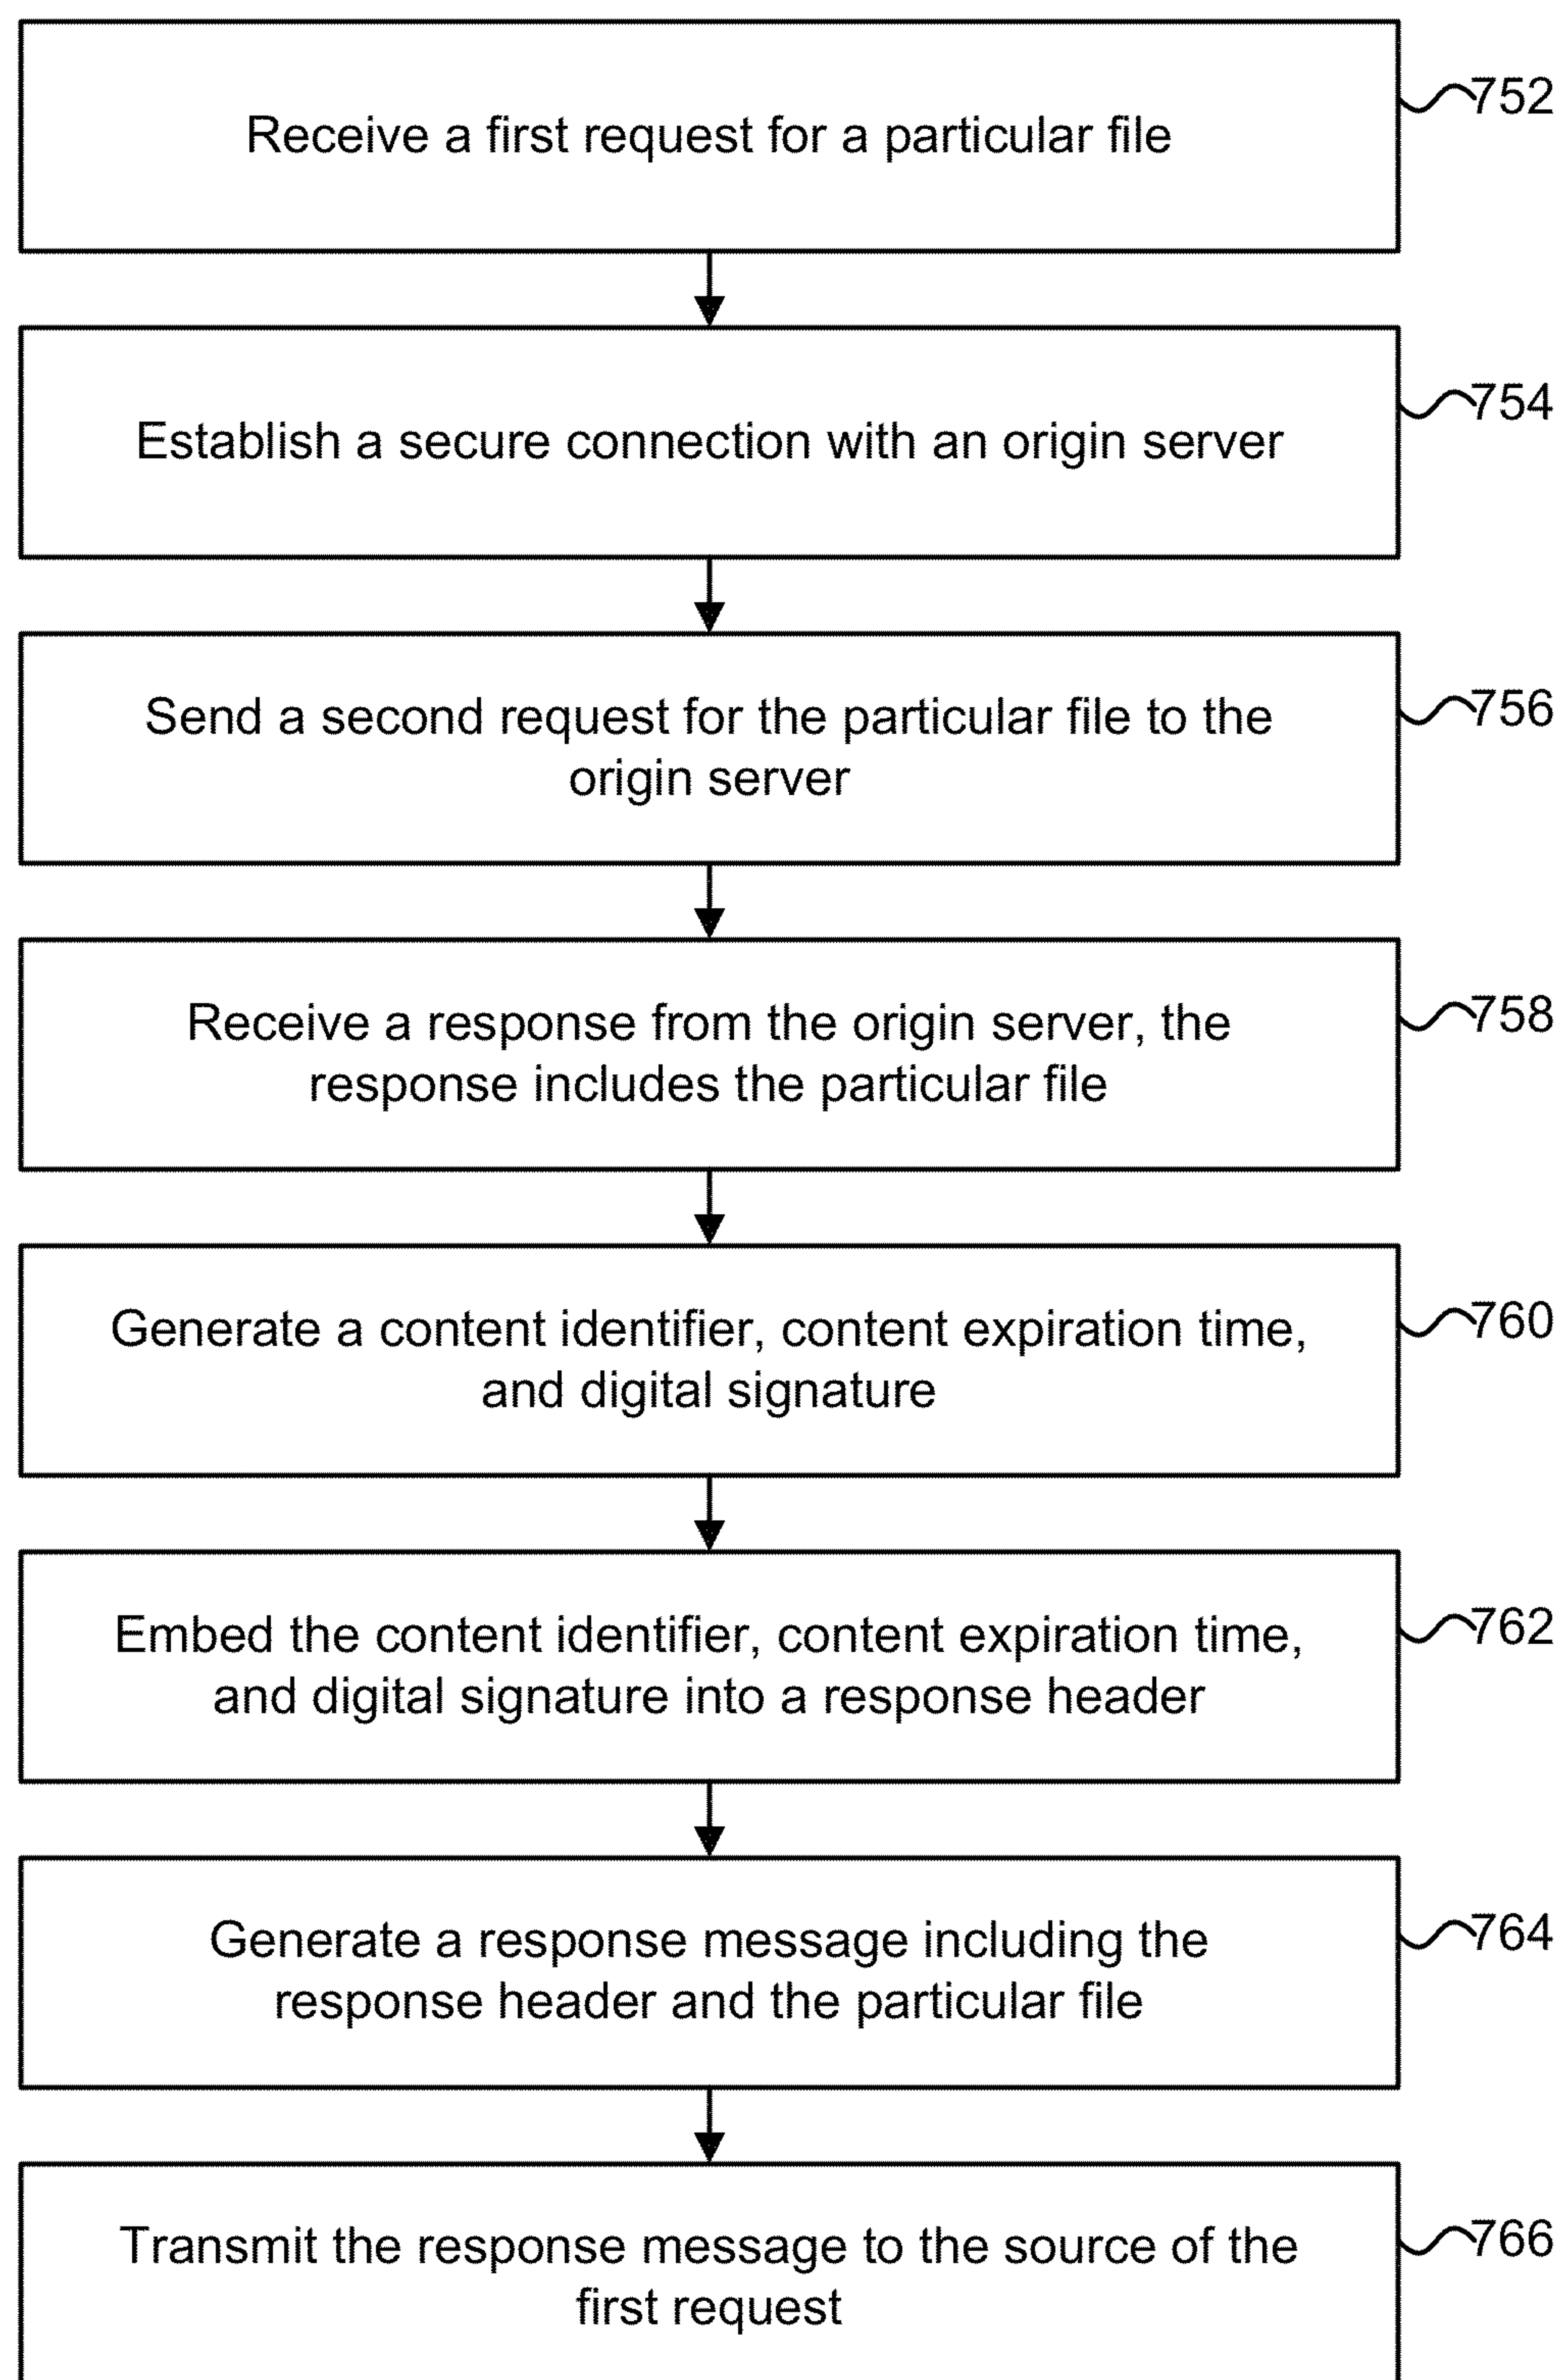 Receive a first request for a particular file
752
Establish a secure connection with an origin server
754
Send a second request for the particular file to the
origin server
756
Receive a response from the origin server, the
response includes the particular file
758
Generate a content identifier, content expiration time,
and digital signature
760
Embed the content identifier, content expiration time,
and digital signature into a response header
762
Generate a response message including the
response header and the particular file
764
Transmit the response message to the source of the
first request
766